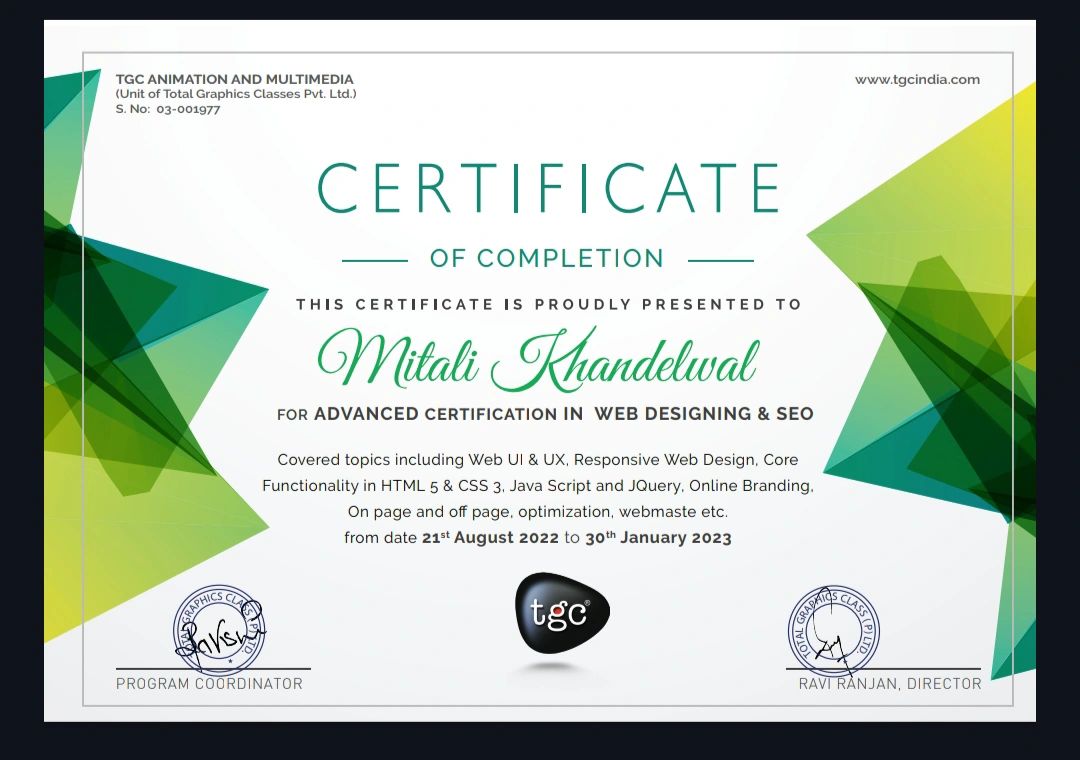 TGC ANIMATION AND MULTIMEDIA
(Unit of Total Graphics Classes Pvt. Ltd.)
S. No: 03-001977
www.tgcindia.com
CERTIFICATE
OF COMPLETION
THIS CERTIFICATE IS PROUDLY PRESENTED TO
Mitali Khandelwal
FOR ADVANCED CERTIFICATION IN WEB DESIGNING & SEO
Covered topics including Web UI & UX, Responsive Web Design, Core
Functionality in HTML 5 & CSS 3, Java Script and JQuery, Online Branding,
On page and off page, optimization, webmaste etc.
from date 21st August 2022 to 30th January 2023
TOTAL GRAPHICS CLASS (P) LTD.
tgc®
TOTAL GRAPHICS CLASS (P) LTD.
PROGRAM COORDINATOR
RAVI RANJAN, DIRECTOR